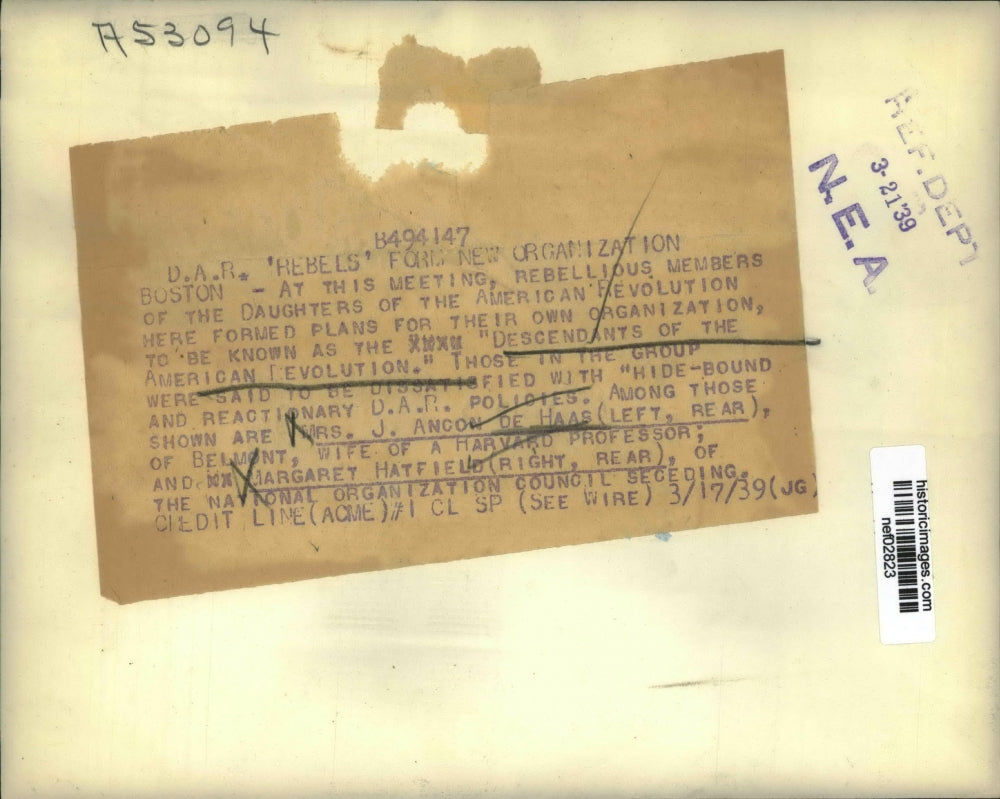 A53094
B494147
D.A.R. 'REBELS' FORM NEW ORGANIZATION
BOSTON – AT THIS MEETING, REBELLIOUS MEMBERS
OF THE DAUGHTERS OF THE AMERICAN REVOLUTION
HERE FORMED PLANS FOR THEIR OWN ORGANIZATION,
TO BE KNOWN AS THE "DESCENDANTS OF THE
AMERICAN REVOLUTION." THOSE IN THE GROUP
WERE SAID TO BE DISSATISFIED WITH "HIDE-BOUND
AND REACTIONARY D.A.R. POLICIES. AMONG THOSE
SHOWN ARE MRS. J. ANCON DE HAAS(LEFT, REAR),
OF BELMONT, WIFE OF A HARVARD PROFESSOR;
AND MARGARET HATFIELD(RIGHT, REAR), OF
THE NATIONAL ORGANIZATION COUNCIL SECEDING.
CREDIT LINE(ACME)#1 CL SP (SEE WIRE) 3/17/39(JG)
REF. DEPT
3-21'39
N.E.A.
historicimages.com
nef02823